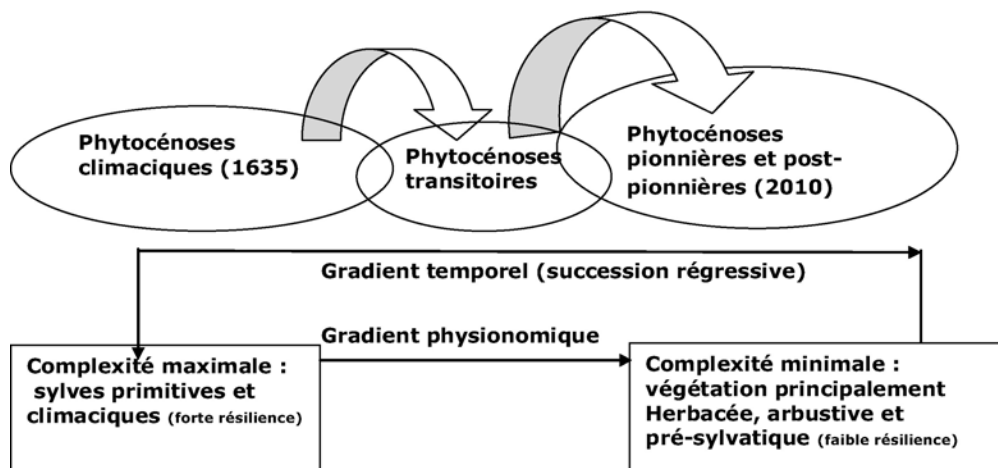 Phytocénoses
climaciques (1635)
Phytocénoses
transitoires
Phytocénoses
pionnières et post-
pionnières (2010)
Gradient temporel (succession régressive)
Gradient physionomique
Complexité maximale :
sylves primitives et
climaciques (forte résilience)
Complexité minimale :
végétation principalement
Herbacée, arbustive et
pré-sylvatique (faible résilience)